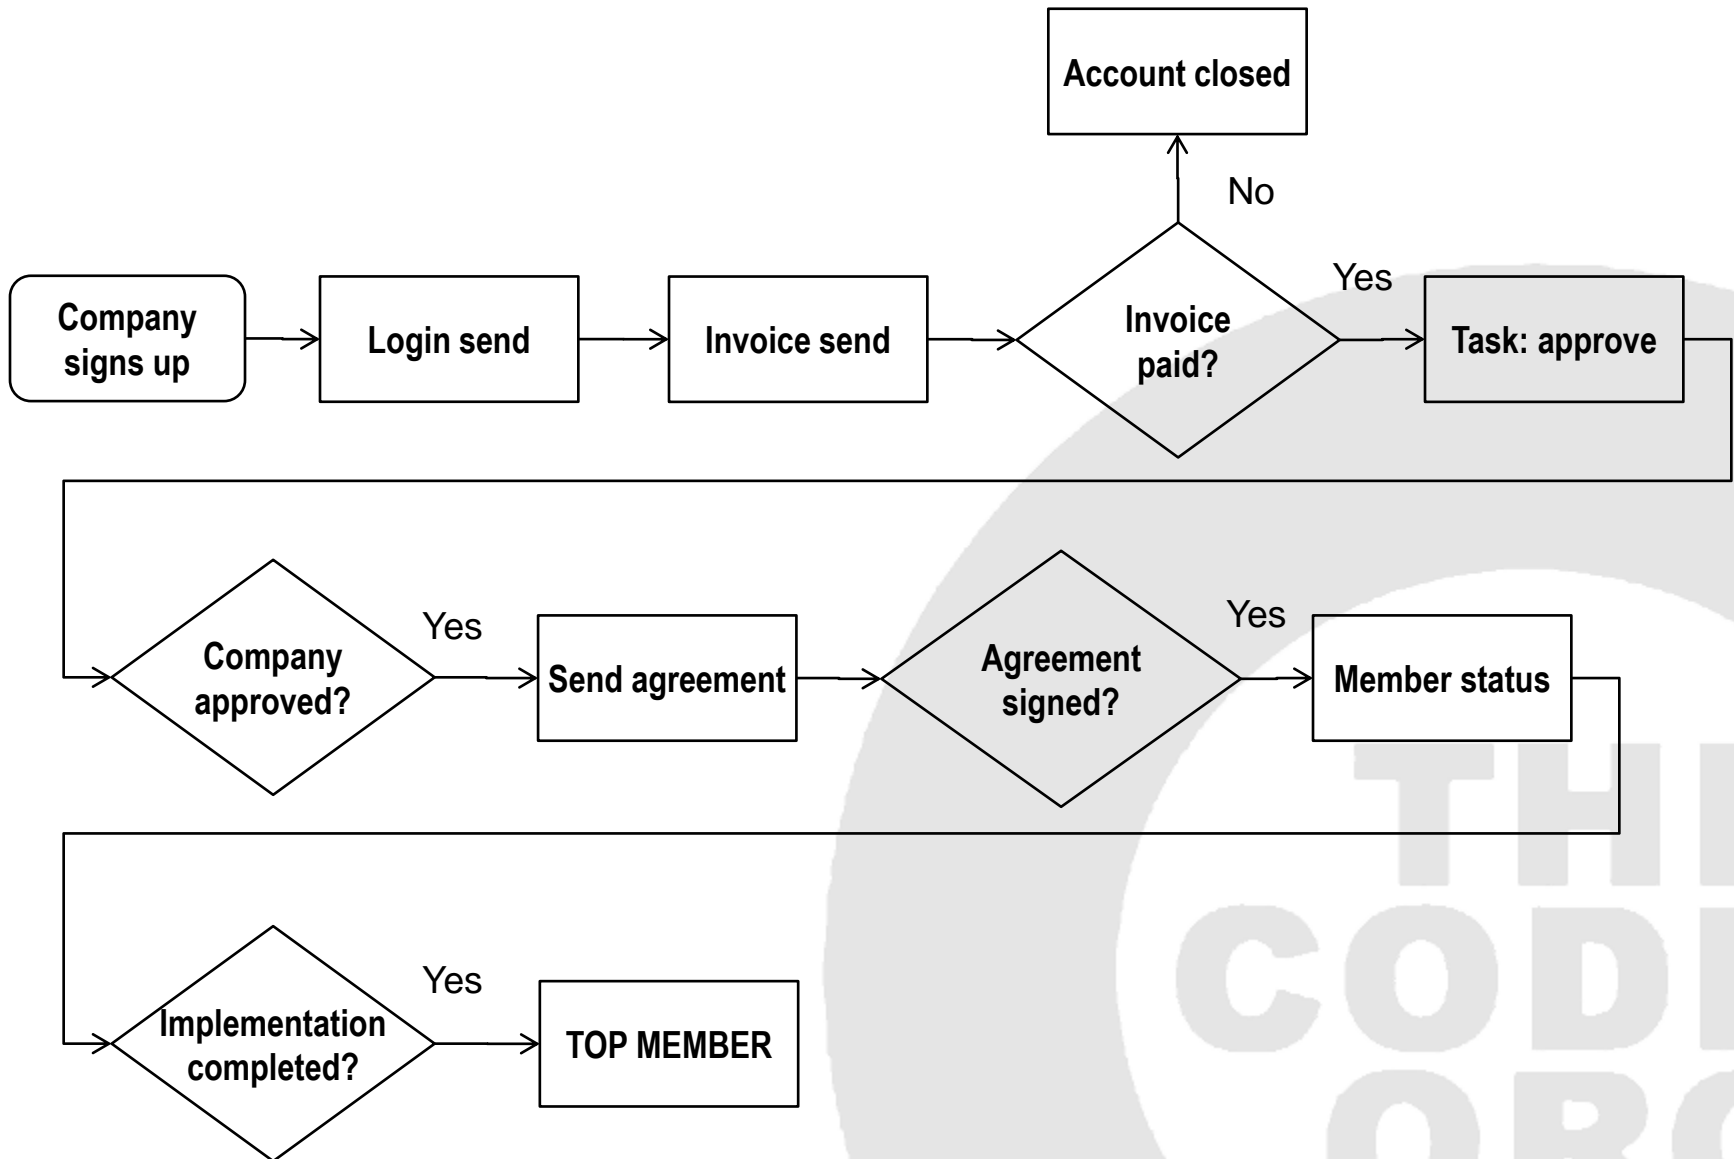 Account closed
No
Company
signs up
Login send
Invoice send
Invoice
paid?
Yes
Task: approve
Company
approved?
Yes
Send agreement
Agreement
signed?
Yes
Member status
Implementation
completed?
Yes
TOP MEMBER